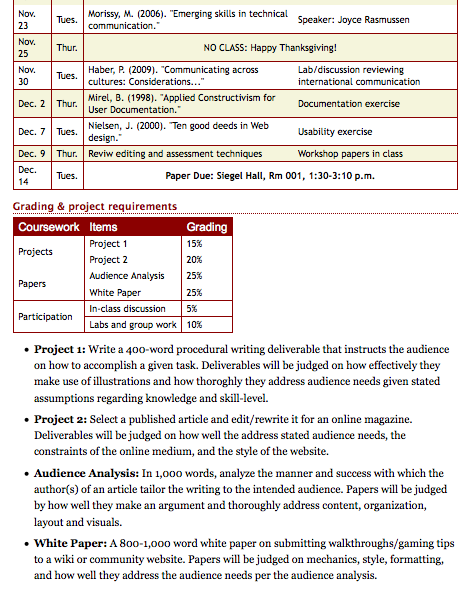 Nov. 23 Tues. Morissy, M. (2006). "Emerging skills in technical communication." Speaker: Joyce Rasmussen
Nov. 25 Thur. NO CLASS: Happy Thanksgiving!
Nov. 30 Tues. Haber, P. (2009). "Communicating across cultures: Considerations..." Lab/discussion reviewing international communication
Dec. 2 Thur. Mirel, B. (1998). "Applied Constructivism for User Documentation." Documentation exercise
Dec. 7 Tues. Nielsen, J. (2000). "Ten good deeds in Web design." Usability exercise
Dec. 9 Thur. Reviw editing and assessment techniques Workshop papers in class
Dec. 14 Tues. Paper Due: Siegel Hall, Rm 001, 1:30-3:10 p.m.
Grading & project requirements
Coursework Items Grading
Projects
Project 1 15%
Project 2 20%
Papers
Audience Analysis 25%
White Paper 25%
Participation
In-class discussion 5%
Labs and group work 10%
• Project 1: Write a 400-word procedural writing deliverable that instructs the audience
on how to accomplish a given task. Deliverables will be judged on how effectively they
make use of illustrations and how thoroghly they address audience needs given stated
assumptions regarding knowledge and skill-level.
• Project 2: Select a published article and edit/rewrite it for an online magazine.
Deliverables will be judged on how well the address stated audience needs, the
constraints of the online medium, and the style of the website.
• Audience Analysis: In 1,000 words, analyze the manner and success with which the
author(s) of an article tailor the writing to the intended audience. Papers will be judged
by how well they make an argument and thoroughly address content, organization,
layout and visuals.
• White Paper: A 800-1,000 word white paper on submitting walkthroughs/gaming tips
to a wiki or community website. Papers will be judged on mechanics, style, formatting,
and how well they address the audience needs per the audience analysis.